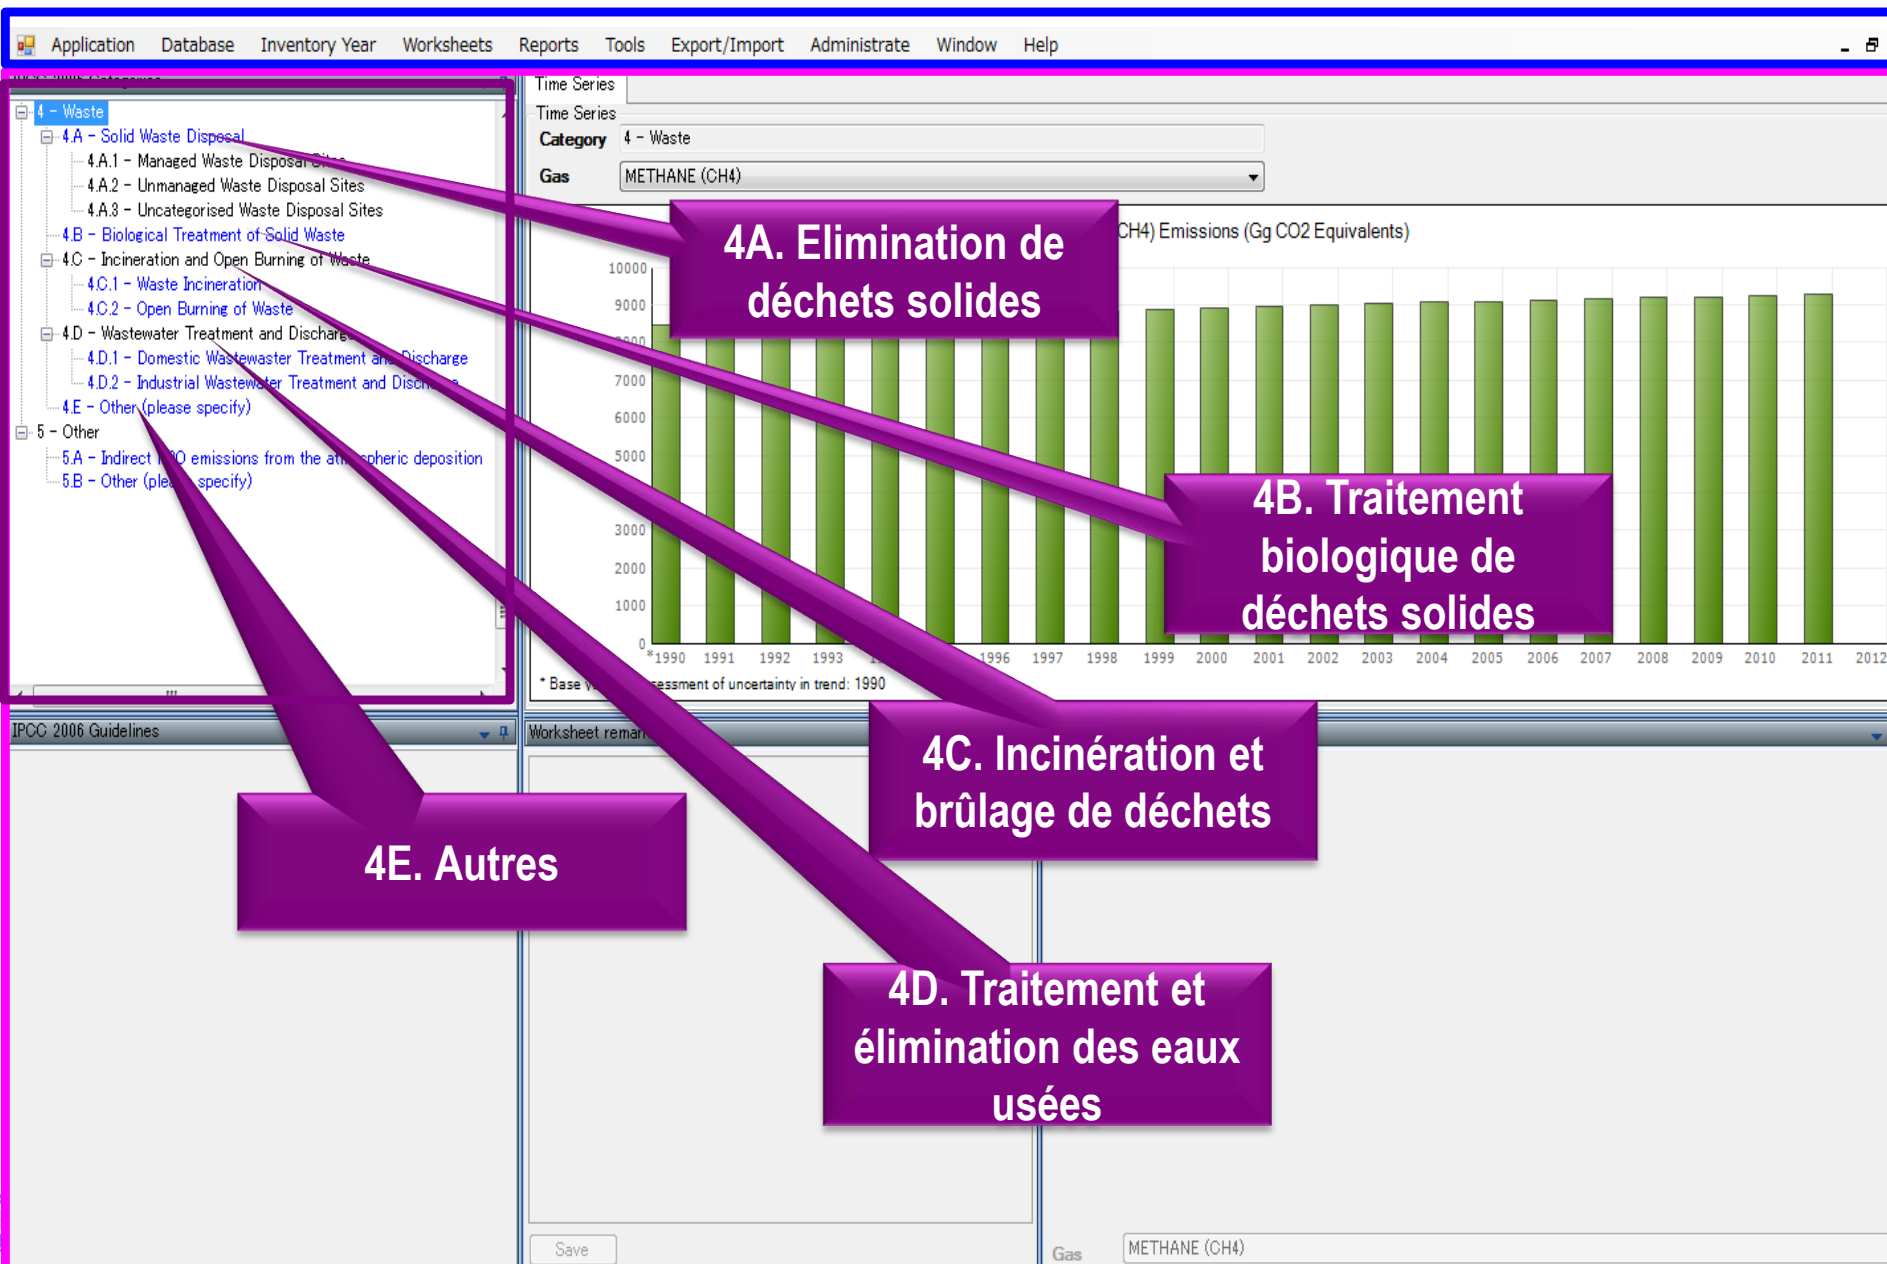 Application Database Inventory Year Worksheets Reports Tools Export/Import Administrate Window Help
4 - Waste
4.A - Solid Waste Disposal
4.A.1 - Managed Waste Disposal Sites
4.A.2 - Unmanaged Waste Disposal Sites
4.A.3 - Uncategorised Waste Disposal Sites
4.B - Biological Treatment of Solid Waste
4.C - Incineration and Open Burning of Waste
4.C.1 - Waste Incineration
4.C.2 - Open Burning of Waste
4.D - Wastewater Treatment and Discharge
4.D.1 - Domestic Wastewaster Treatment and Discharge
4.D.2 - Industrial Wastewater Treatment and Discharge
4.E - Other (please specify)
5 - Other
5.A - Indirect N2O emissions from the atmospheric deposition
5.B - Other (please specify)
Time Series
Time Series
Category 4 - Waste
Gas METHANE (CH4)
CH4) Emissions (Gg CO2 Equivalents)
10000
9000
7000
6000
5000
3000
2000
1000
0
*1990 1991 1992 1993 1996 1997 1998 1999 2000 2001 2002 2003 2004 2005 2006 2007 2008 2009 2010 2011 2012
* Base assessment of uncertainty in trend: 1990
4A. Elimination de
déchets solides
4B. Traitement
biologique de
déchets solides
4C. Incinération et
brûlage de déchets
4E. Autres
4D. Traitement et
élimination des eaux
usées
IPCC 2006 Guidelines
Worksheet
Save
Gas METHANE (CH4)